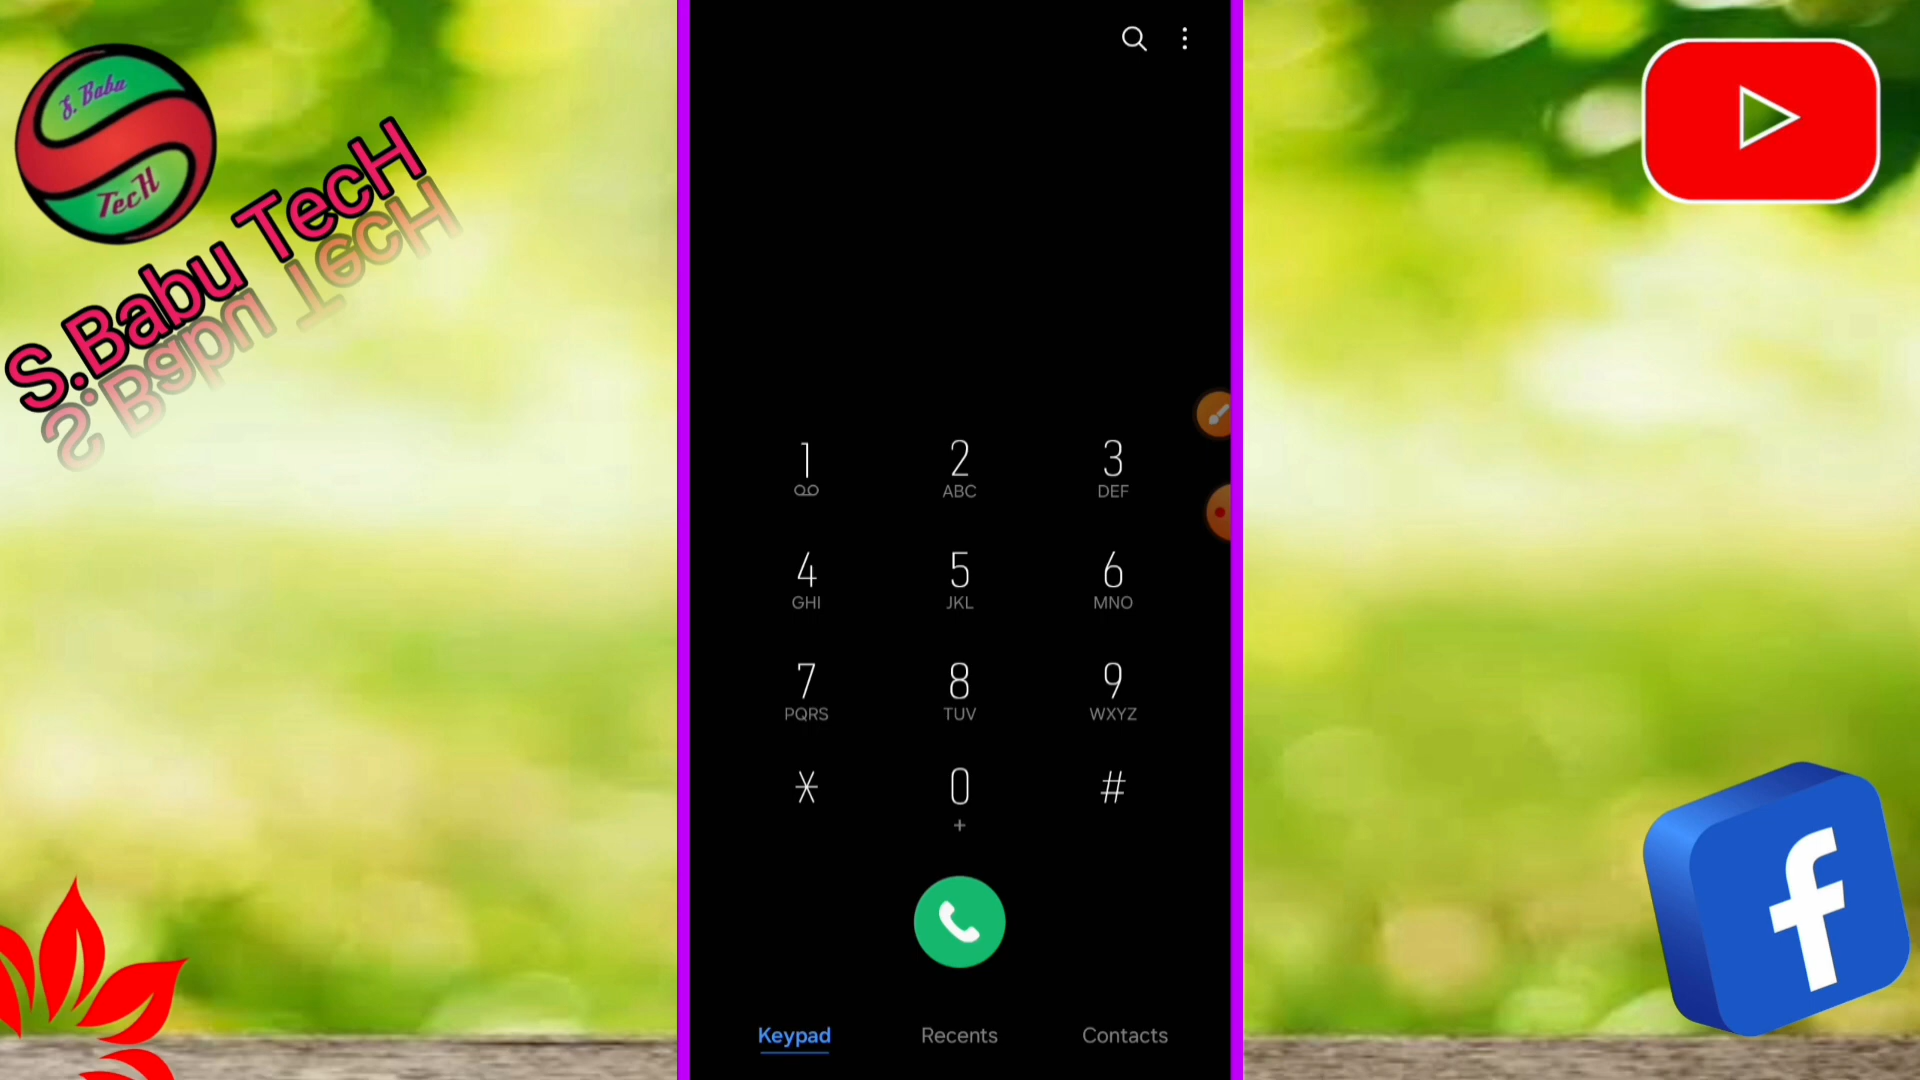 S. Babu
TecH
S.Babu TecH
1
2
ABC
3
DEF
4
GHI
5
JKL
6
MNO
7
PQRS
8
TUV
9
WXYZ
*
0
+
#
Keypad
Recents
Contacts
f